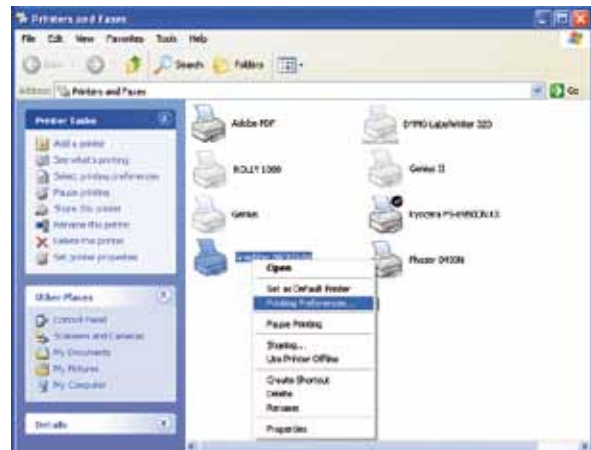 Printers and Faxes
File Edit View Favorites Tools Help
Search Folders
Address Printers and Faxes Go
Printer Tasks
Add a printer
See what's printing
Select printing preferences
Pause printing
Share this printer
Rename this printer
Delete this printer
Set printer properties
Other Places
Control Panel
Scanners and Cameras
My Documents
My Pictures
My Computer
Details
Adobe PDF
DYMO LabelWriter 320
ROLLY 1000
Genius II
Genius
Kyocera
Phaser
Open
Set as Default Printer
Printing Preferences...
Pause Printing
Sharing...
Use Printer Offline
Create Shortcut
Delete
Rename
Properties